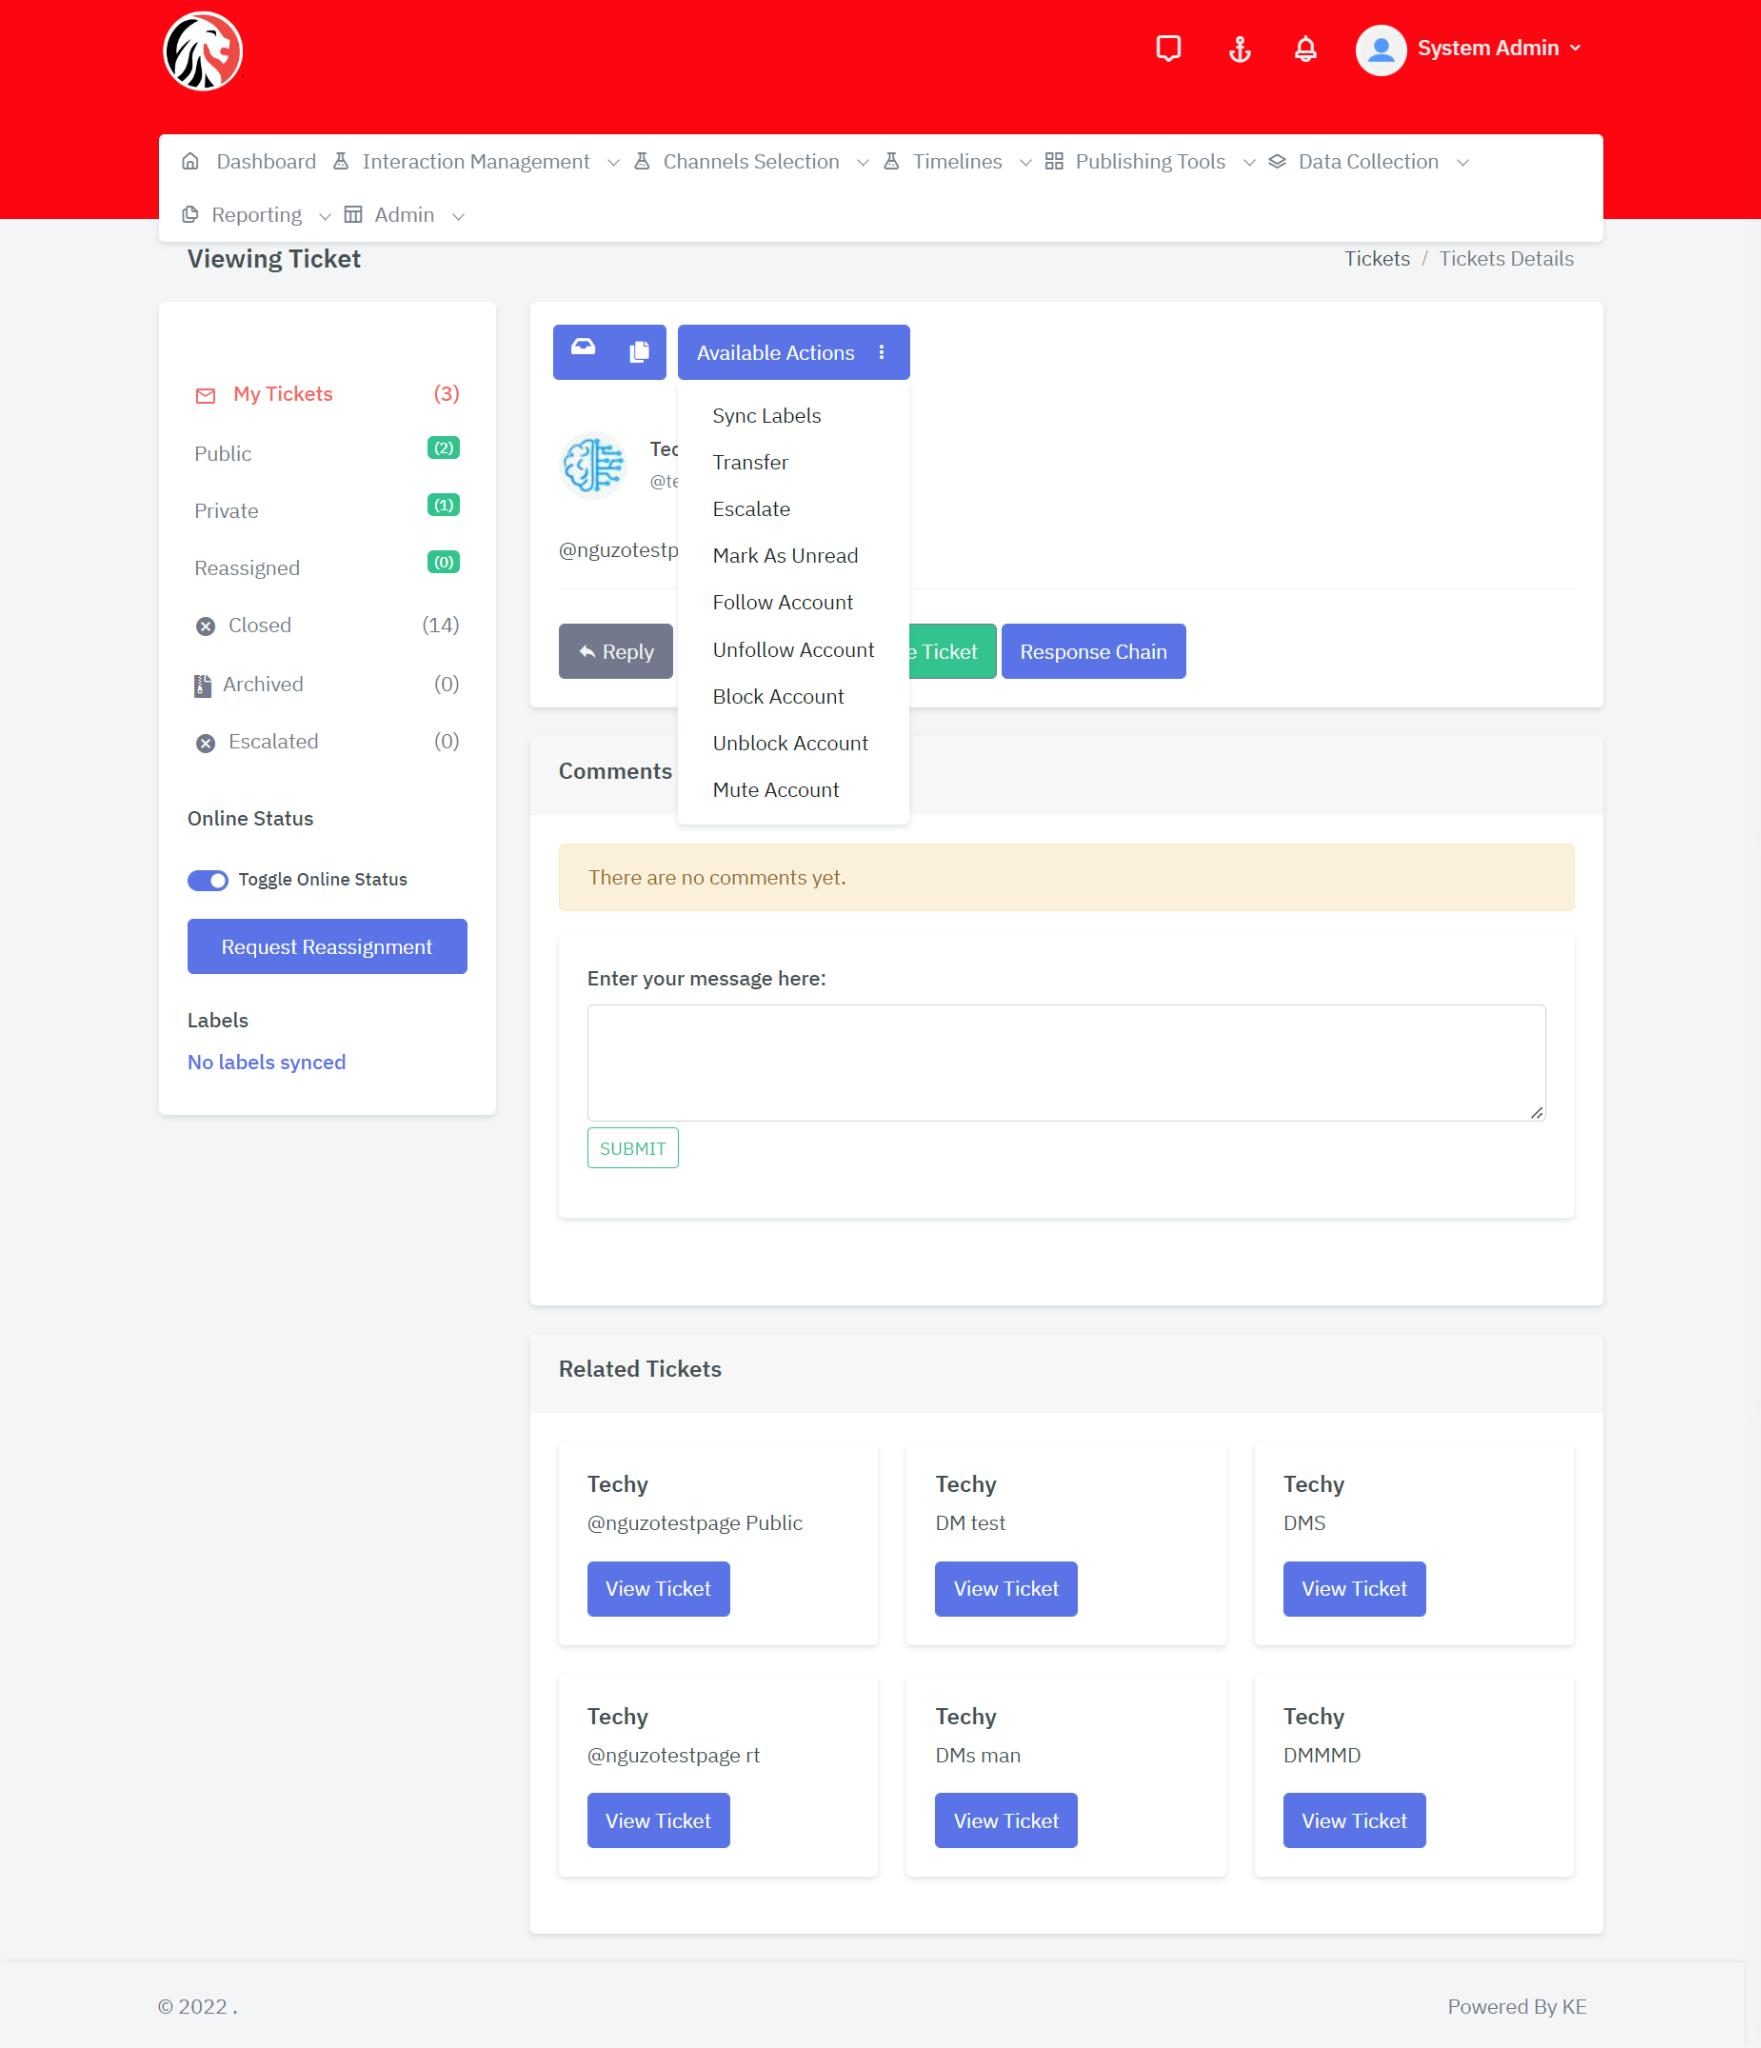 System Admin
Dashboard Interaction Management Channels Selection Timelines Publishing Tools Data Collection
Reporting Admin
Viewing Ticket
Tickets / Tickets Details
My Tickets (3)
Public (2)
Private (1)
Reassigned (0)
Closed (14)
Archived (0)
Escalated (0)
Online Status
Toggle Online Status
Request Reassignment
Labels
No labels synced
Available Actions
Sync Labels
Transfer
Escalate
Mark As Unread
Follow Account
Unfollow Account
Block Account
Unblock Account
Mute Account
Tec
@te
@nguzotestp
Reply
e Ticket
Response Chain
Comments
There are no comments yet.
Enter your message here:
SUBMIT
Related Tickets
Techy
@nguzotestpage Public
View Ticket
Techy
DM test
View Ticket
Techy
DMS
View Ticket
Techy
@nguzotestpage rt
View Ticket
Techy
DMs man
View Ticket
Techy
DMMMD
View Ticket
© 2022 .
Powered By KE